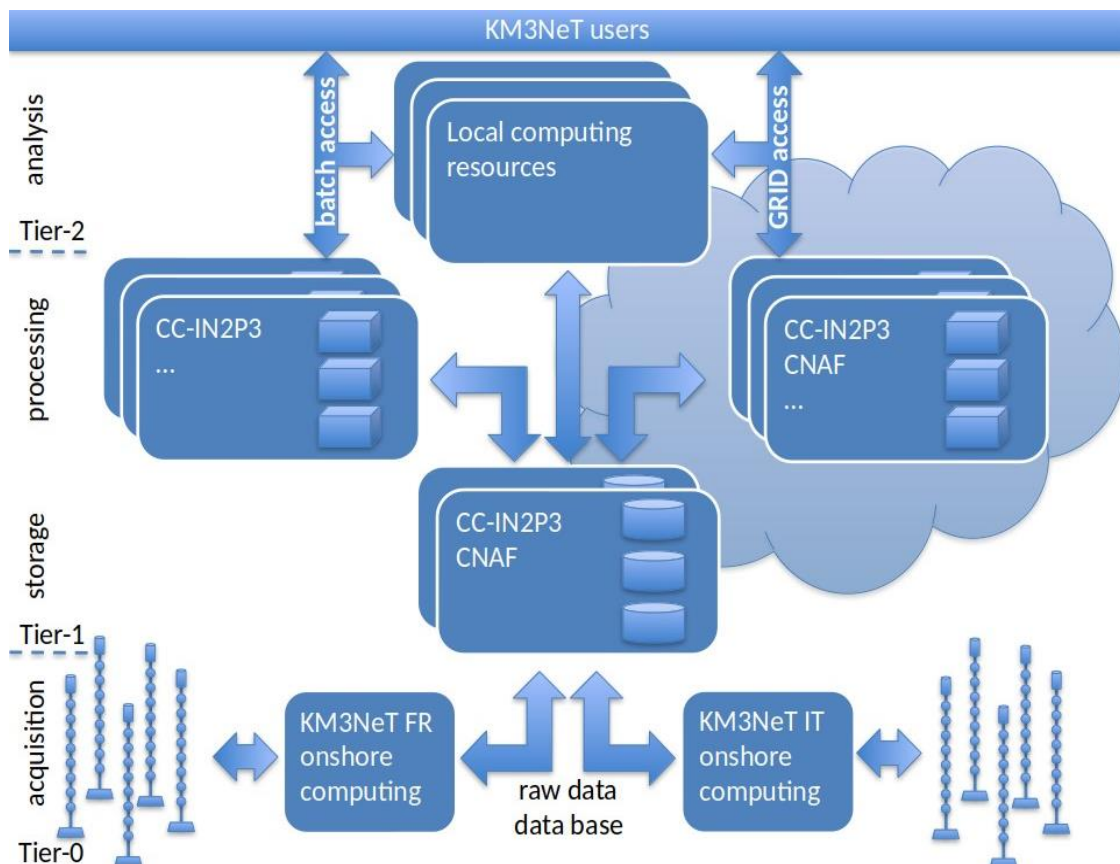 KM3NeT users
analysis
batch access
Local computing
resources
GRID access
Tier-2
processing
CC-IN2P3
...
CC-IN2P3
CNAF
...
storage
CC-IN2P3
CNAF
Tier-1
acquisition
KM3NeT FR
onshore
computing
raw data
data base
KM3NeT IT
onshore
computing
Tier-0